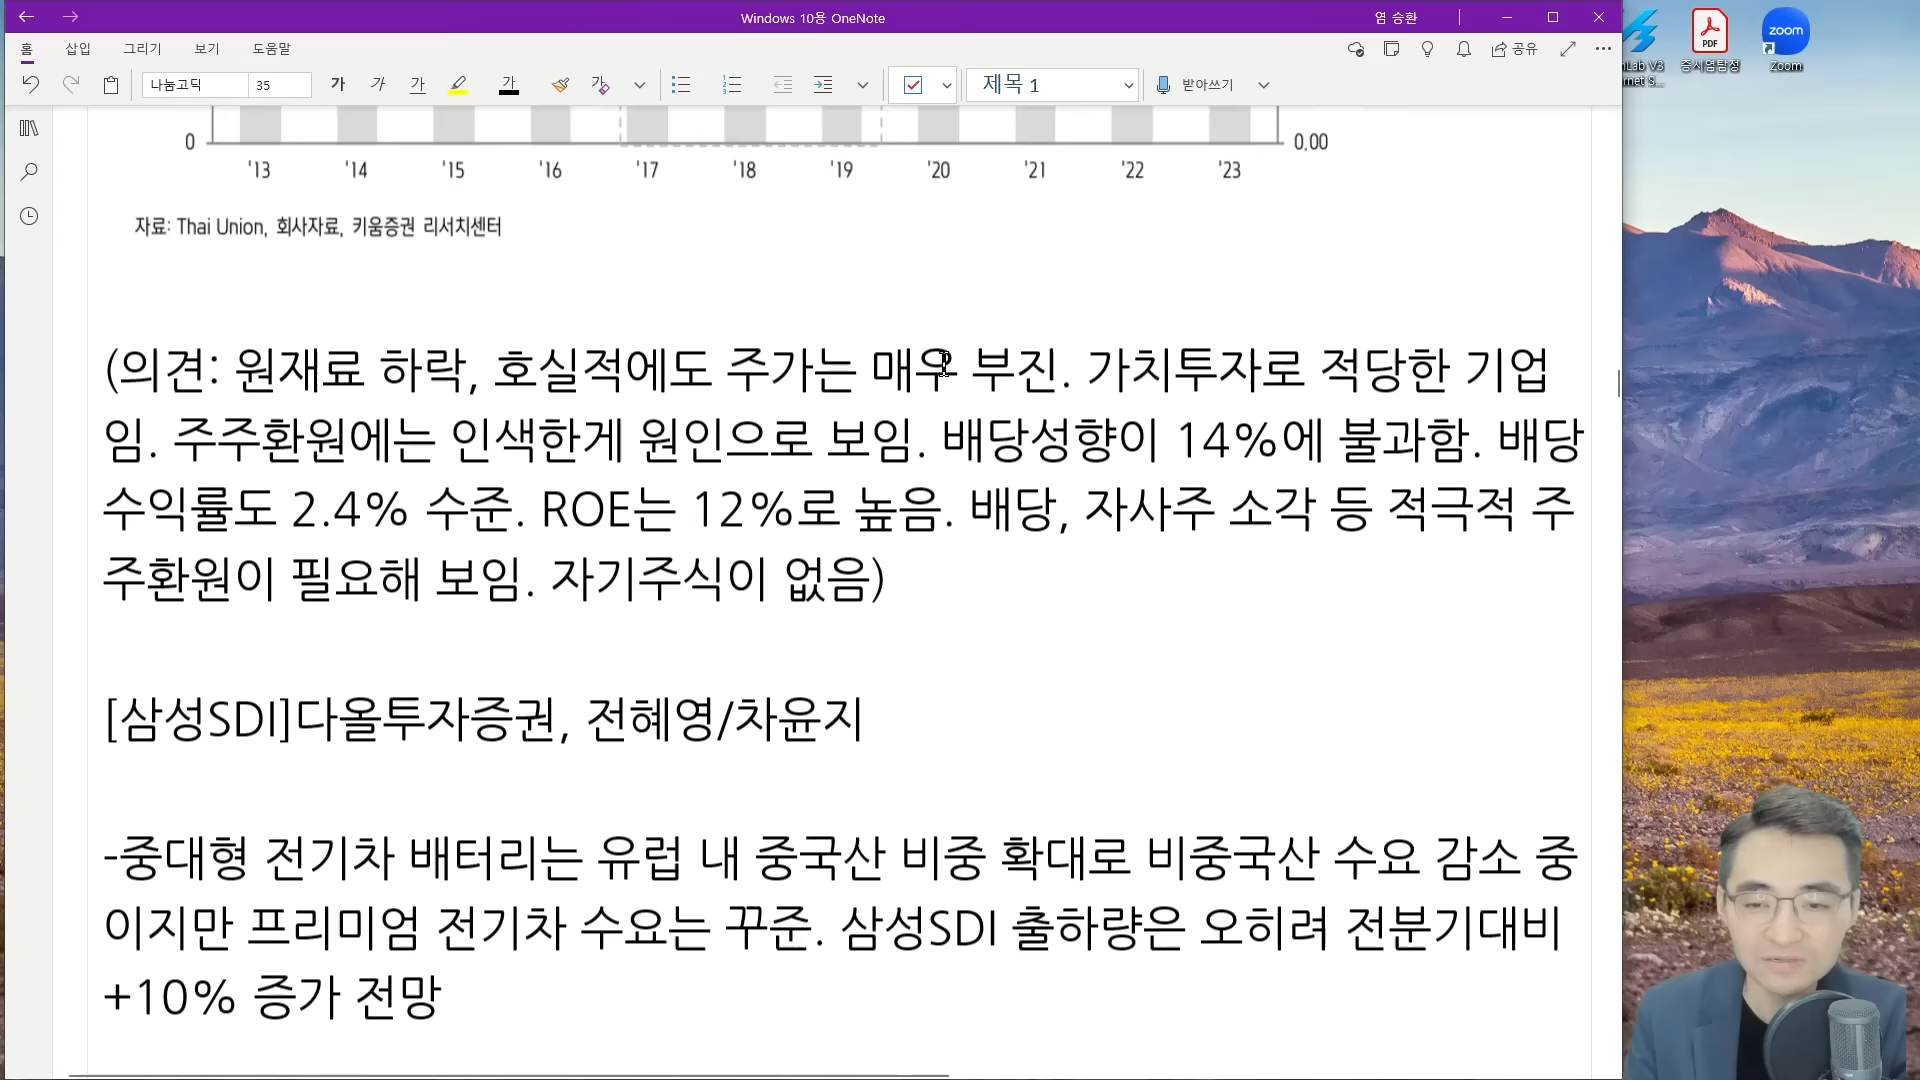 Windows 10용 OneNote
염 승환
홈 삽입 그리기 보기 도움말
공유
나눔고딕 35 가 가 가 가 가 제목 1 받아쓰기
PDF
zoom
증시염탐정
Zoom
0 0.00
'13 '14 '15 '16 '17 '18 '19 '20 '21 '22 '23
자료: Thai Union, 회사자료, 키움증권 리서치센터
(의견: 원재료 하락, 호실적에도 주가는 매우 부진. 가치투자로 적당한 기업
임. 주주환원에는 인색한게 원인으로 보임. 배당성향이 14%에 불과함. 배당
수익률도 2.4% 수준. ROE는 12%로 높음. 배당, 자사주 소각 등 적극적 주
주환원이 필요해 보임. 자기주식이 없음)
[삼성SDI]다올투자증권, 전혜영/차윤지
-중대형 전기차 배터리는 유럽 내 중국산 비중 확대로 비중국산 수요 감소 중
이지만 프리미엄 전기차 수요는 꾸준. 삼성SDI 출하량은 오히려 전분기대비
+10% 증가 전망